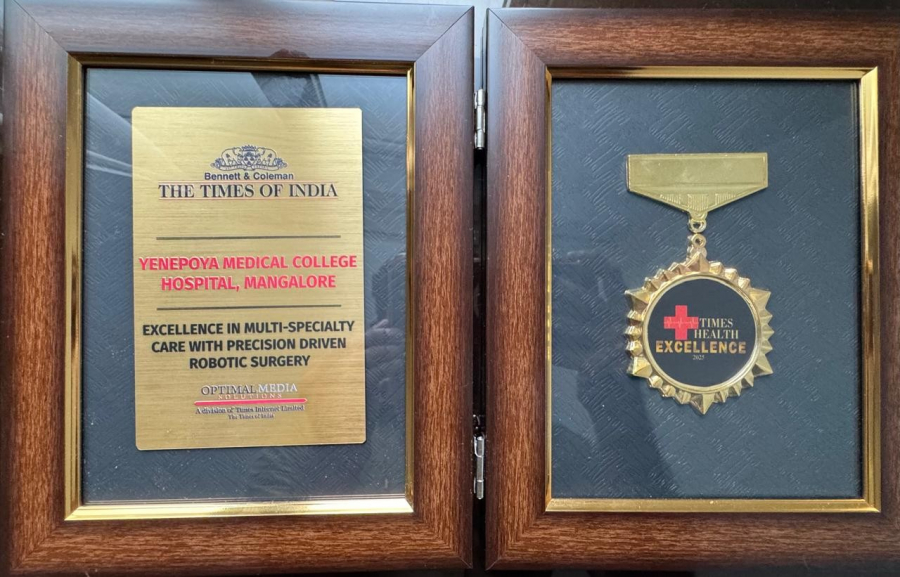 Bennett & Coleman
THE TIMES OF INDIA
YENEPOYA MEDICAL COLLEGE
HOSPITAL, MANGALORE
EXCELLENCE IN MULTI-SPECIALTY
CARE WITH PRECISION DRIVEN
ROBOTIC SURGERY
OPTIMAL MEDIA
SOLUTIONS
A division of Times Internet Limited
The Times of India
TIMES
HEALTH
EXCELLENCE
2025